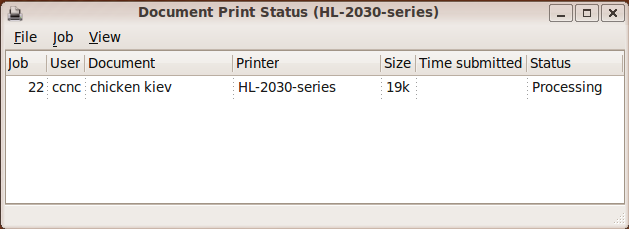 Document Print Status (HL-2030-series)
File Job View
Job User Document Printer Size Time submitted Status
22 ccnc chicken kiev HL-2030-series 19k Processing